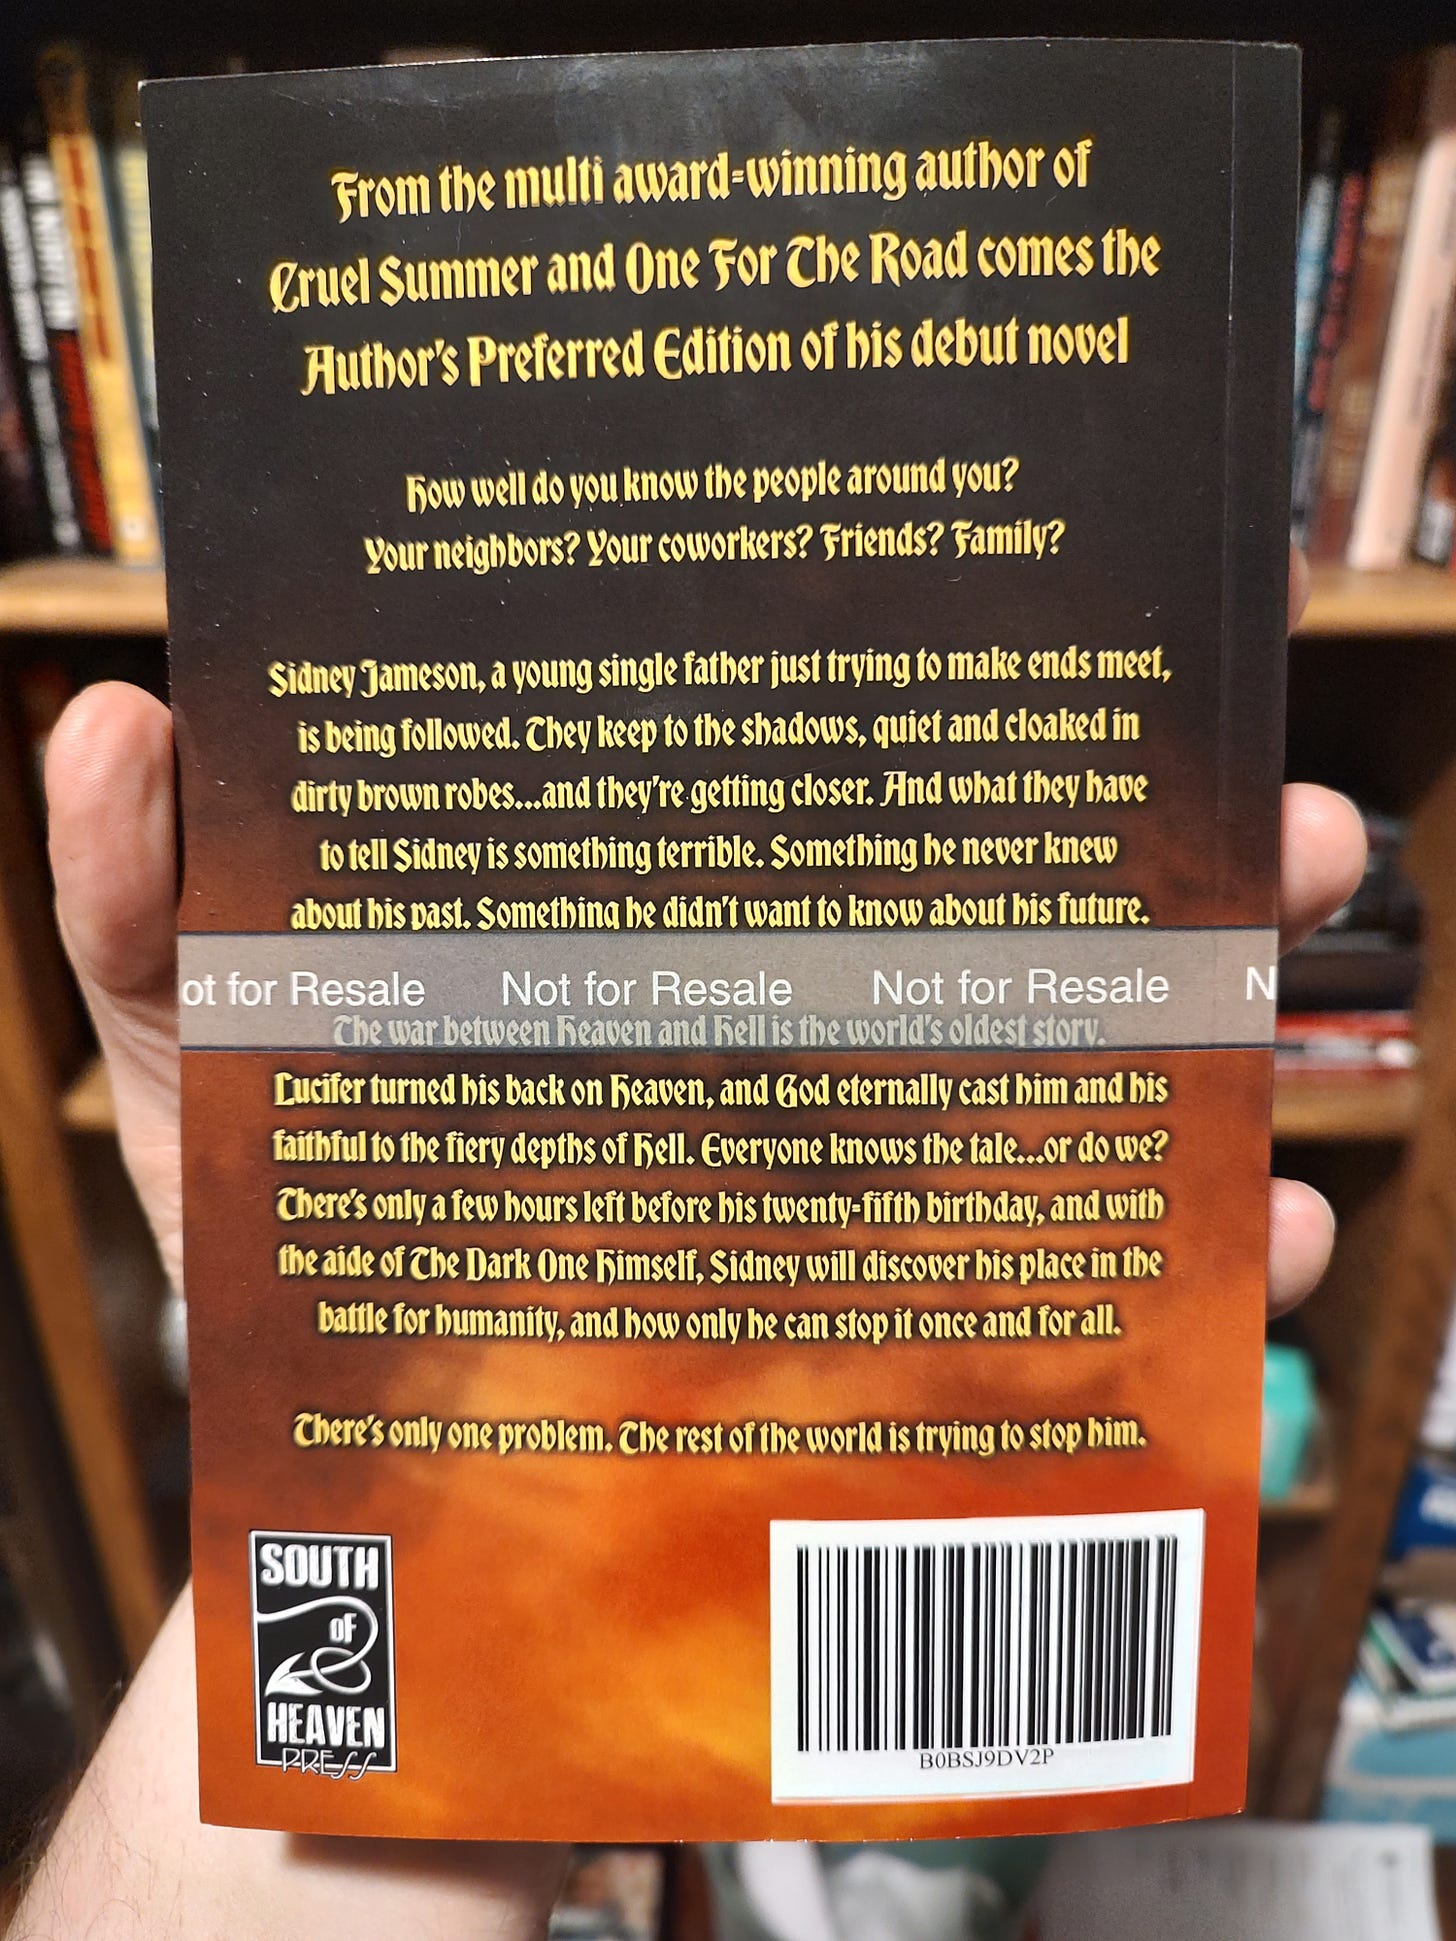 From the multi award-winning author of
Cruel Summer and One For The Road comes the
Author's Preferred Edition of his debut novel
How well do you know the people around you?
Your neighbors? Your coworkers? Friends? Family?
Sidney Jameson, a young single father just trying to make ends meet,
is being followed. They keep to the shadows, quiet and cloaked in
dirty brown robes...and they're getting closer. And what they have
to tell Sidney is something terrible. Something he never knew
about his past. Something he didn't want to know about his future.
ot for Resale Not for Resale Not for Resale N
The war between Heaven and Hell is the world's oldest story.
Lucifer turned his back on Heaven, and God eternally cast him and his
faithful to the fiery depths of Hell. Everyone knows the tale...or do we?
There's only a few hours left before his twenty-fifth birthday, and with
the aide of The Dark One Himself, Sidney will discover his place in the
battle for humanity, and how only he can stop it once and for all.
There's only one problem. The rest of the world is trying to stop him.
SOUTH
OF
HEAVEN
PRESS
B0BSJ9DV2P